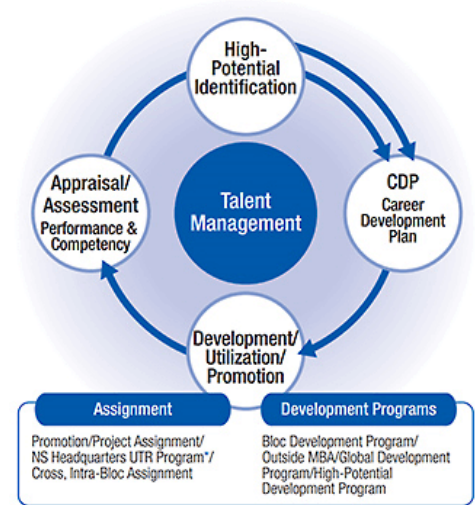 High-
Potential
Identification
Appraisal/
Assessment
Performance &
Competency
Talent
Management
CDP
Career
Development
Plan
Development/
Utilization/
Promotion
Assignment
Promotion/Project Assignment/
NS Headquarters UTR Program*/
Cross, Intra-Bloc Assignment
Development Programs
Bloc Development Program/
Outside MBA/Global Development
Program/High-Potential
Development Program